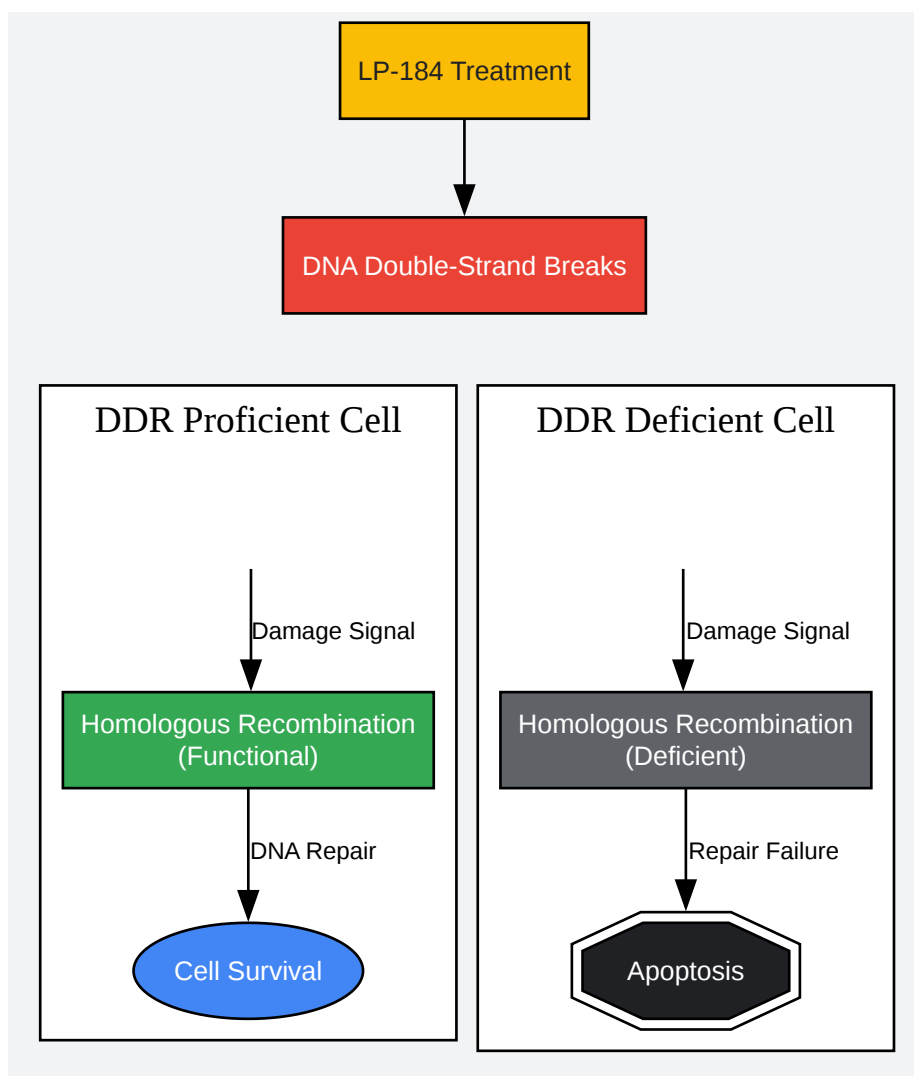 LP-184 Treatment
DNA Double-Strand Breaks
DDR Proficient Cell
Damage Signal
Homologous Recombination
(Functional)
DNA Repair
Cell Survival
DDR Deficient Cell
Damage Signal
Homologous Recombination
(Deficient)
Repair Failure
Apoptosis